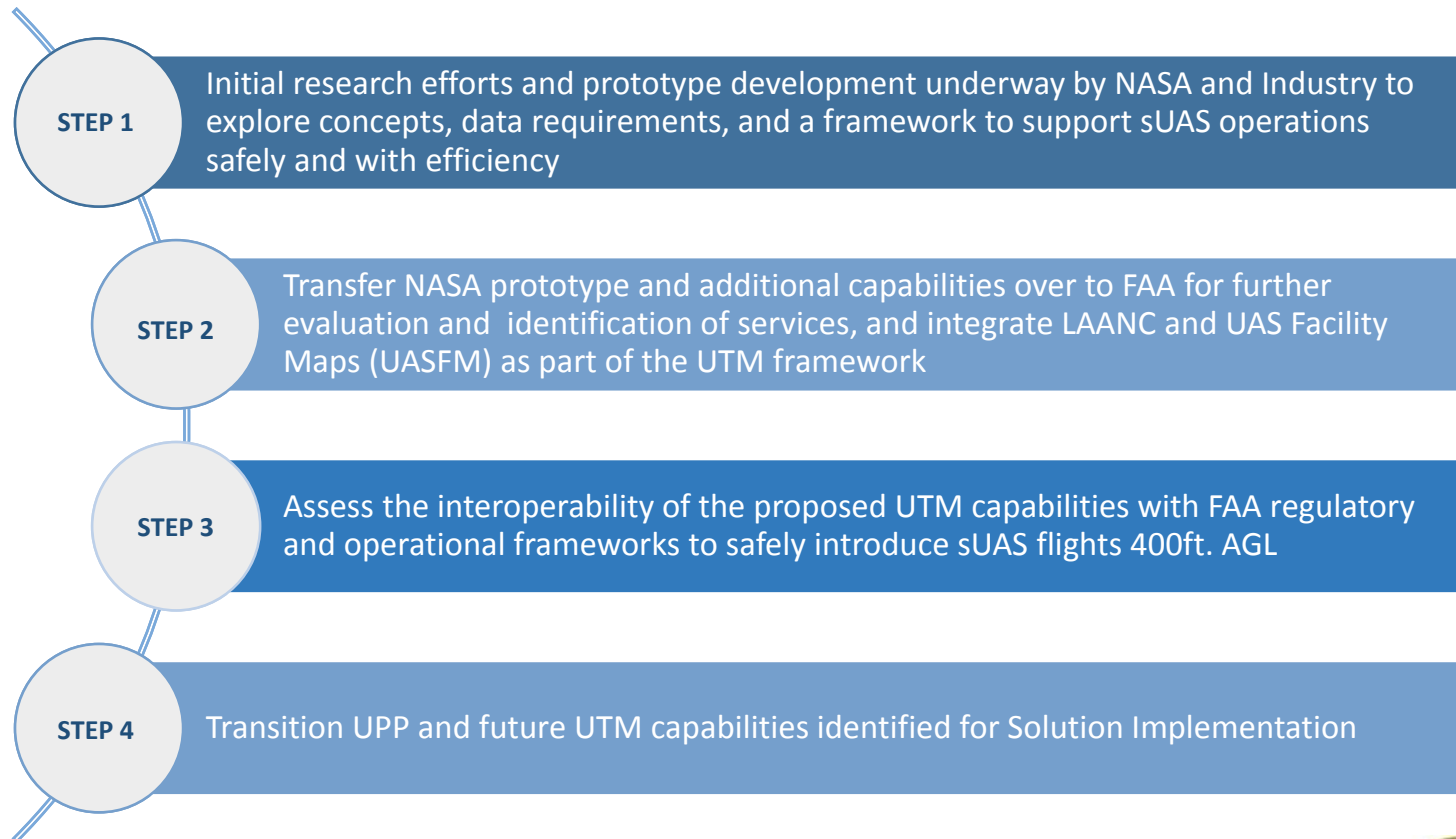 STEP 1
Initial research efforts and prototype development underway by NASA and Industry to
explore concepts, data requirements, and a framework to support sUAS operations
safely and with efficiency
STEP 2
Transfer NASA prototype and additional capabilities over to FAA for further
evaluation and  identification of services, and integrate LAANC and UAS Facility
Maps (UASFM) as part of the UTM framework
STEP 3
Assess the interoperability of the proposed UTM capabilities with FAA regulatory
and operational frameworks to safely introduce sUAS flights 400ft. AGL
STEP 4
Transition UPP and future UTM capabilities identified for Solution Implementation